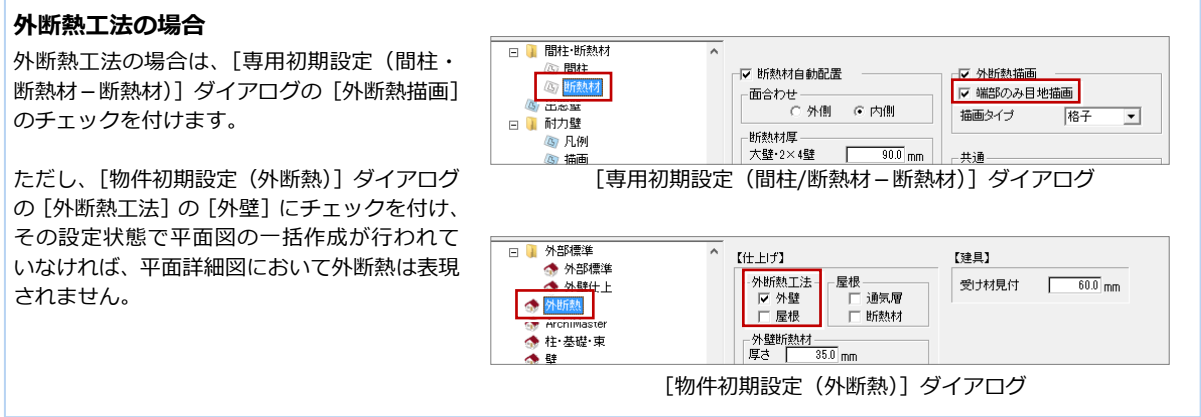 外断熱工法の場合
外断熱工法の場合は、［専用初期設定（間柱・
断熱材－断熱材）］ダイアログの［外断熱描画］
のチェックを付けます。
ただし、［物件初期設定（外断熱）］ダイアログ
の［外断熱工法］の［外壁］にチェックを付け、
その設定状態で平面図の一括作成が行われて
いなければ、平面詳細図において外断熱は表現
されません。
間柱・断熱材
間柱
断熱材
耐力壁
凡例
描画
断熱材自動配置
面合わせ
外側 内側
断熱材厚
大壁・2×4壁 90.0 mm
外断熱描画
端部のみ目地描画
描画タイプ 格子
共通
［専用初期設定（間柱/断熱材－断熱材）］ダイアログ
外部標準
外部標準
外壁仕上
外断熱
ArchiMaster
柱・基礎・束
壁
【仕上げ】
外断熱工法
外壁
屋根
屋根
通気層
断熱材
外壁断熱材
厚さ 35.0 mm
【建具】
受け材見付 60.0 mm
［物件初期設定（外断熱）］ダイアログ